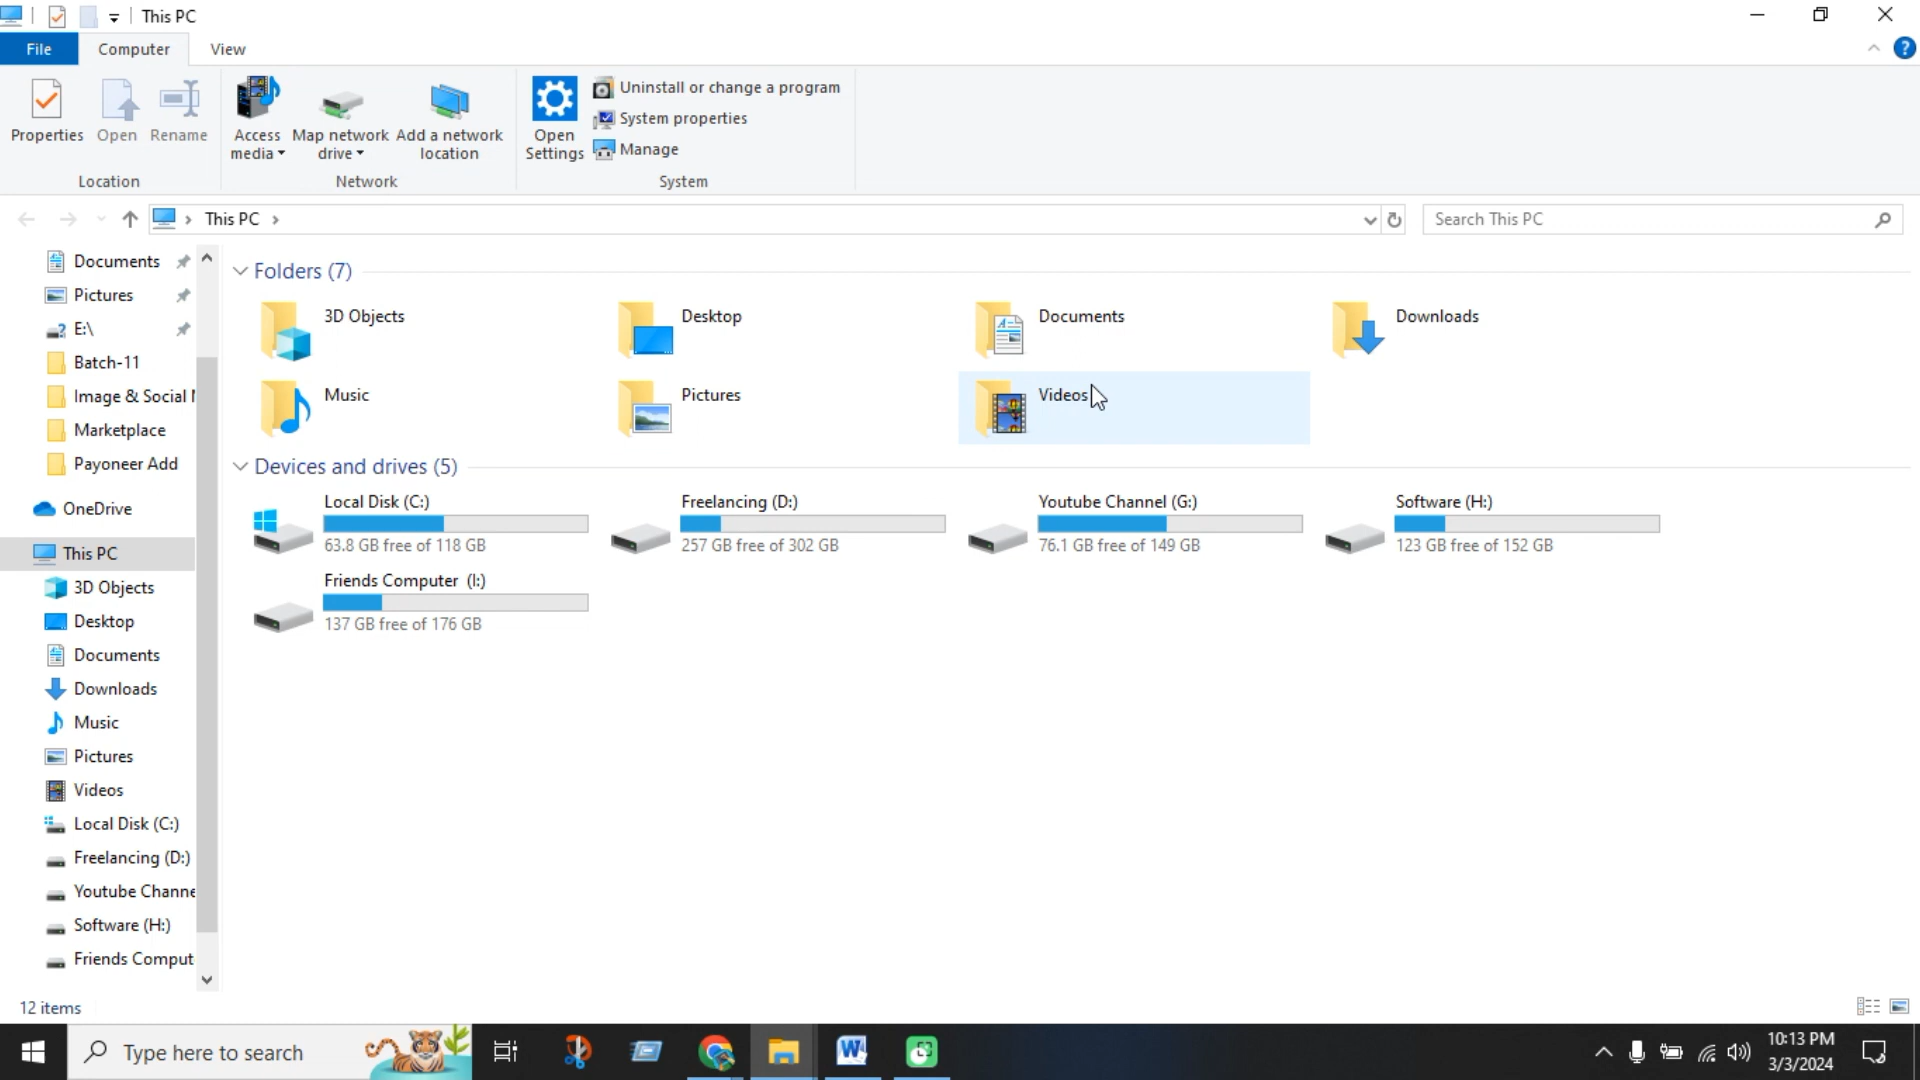 This PC
File
Computer
View
Properties
Open
Rename
Access
media
Map network
drive
Add a network
location
Open
Settings
Uninstall or change a program
System properties
Manage
Location
Network
System
This PC
Search This PC
Documents
Pictures
E:\
Batch-11
Image & Social
Marketplace
Payoneer Add
OneDrive
This PC
3D Objects
Desktop
Documents
Downloads
Music
Pictures
Videos
Local Disk (C:)
Freelancing (D:)
Youtube Channe
Software (H:)
Friends Comput
Folders (7)
3D Objects
Desktop
Documents
Downloads
Music
Pictures
Videos
Devices and drives (5)
Local Disk (C:)
63.8 GB free of 118 GB
Freelancing (D:)
257 GB free of 302 GB
Youtube Channel (G:)
76.1 GB free of 149 GB
Software (H:)
123 GB free of 152 GB
Friends Computer (I:)
137 GB free of 176 GB
12 items
Type here to search
10:13 PM
3/3/2024